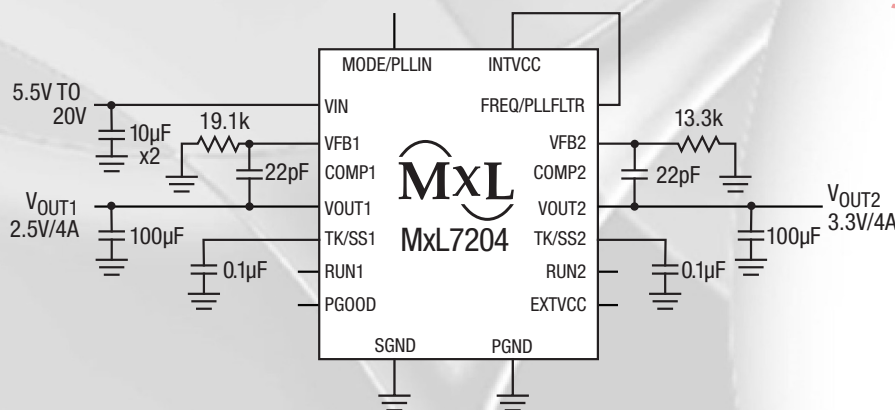 MODE/PLLIN
INTVCC
5.5V TO
20V
VIN
FREQ/PLLFLTR
10µF
x2
19.1k
13.3k
VFB1
VFB2
22pF
COMP1
MxL
COMP2
22pF
VOUT1
2.5V/4A
VOUT1
VOUT2
VOUT2
3.3V/4A
100µF
TK/SS1
MxL7204
TK/SS2
100µF
0.1µF
RUN1
RUN2
0.1µF
PGOOD
EXTVCC
SGND
PGND